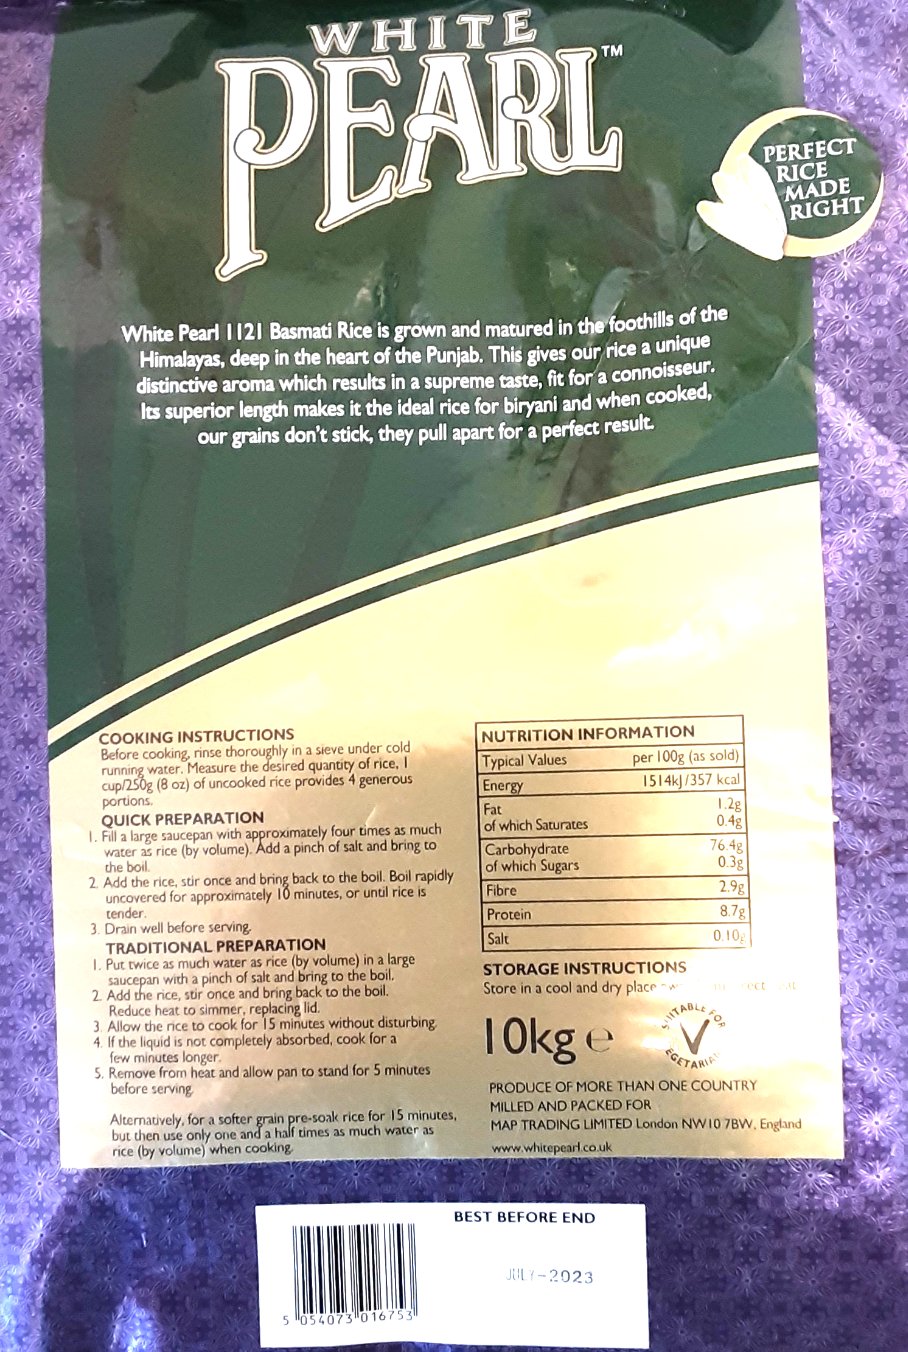 WHITE
PEARL™
PERFECT
RICE
MADE
RIGHT
White Pearl 1121 Basmati Rice is grown and matured in the foothills of the
Himalayas, deep in the heart of the Punjab. This gives our rice a unique
distinctive aroma which results in a supreme taste, fit for a connoisseur.
Its superior length makes it the ideal rice for biryani and when cooked,
our grains don't stick, they pull apart for a perfect result.
COOKING INSTRUCTIONS
Before cooking, rinse thoroughly in a sieve under cold
running water. Measure the desired quantity of rice, 1
cup/250g (8 oz) of uncooked rice provides 4 generous
portions.
QUICK PREPARATION
1. Fill a large saucepan with approximately four times as much
water as rice (by volume). Add a pinch of salt and bring to
the boil.
2. Add the rice, stir once and bring back to the boil. Boil rapidly
uncovered for approximately 10 minutes, or until rice is
tender.
3. Drain well before serving.
TRADITIONAL PREPARATION
1. Put twice as much water as rice (by volume) in a large
saucepan with a pinch of salt and bring to the boil.
2. Add the rice, stir once and bring back to the boil.
Reduce heat to simmer, replacing lid.
3. Allow the rice to cook for 15 minutes without disturbing.
4. If the liquid is not completely absorbed, cook for a
few minutes longer.
5. Remove from heat and allow pan to stand for 5 minutes
before serving.
Alternatively, for a softer grain pre-soak rice for 15 minutes,
but then use only one and a half times as much water as
rice (by volume) when cooking.
NUTRITION INFORMATION
Typical Values per 100g (as sold)
Energy 1514kJ/357 kcal
Fat 1.2g
of which Saturates 0.4g
Carbohydrate 76.4g
of which Sugars 0.3g
Fibre 2.9g
Protein 8.7g
Salt 0.10g
STORAGE INSTRUCTIONS
Store in a cool and dry place
10kg ℮
SUITABLE FOR
VEGETARIANS
PRODUCE OF MORE THAN ONE COUNTRY
MILLED AND PACKED FOR
MAP TRADING LIMITED London NW10 7BW, England
www.whitepearl.co.uk
BEST BEFORE END
JULY-2023
5 054073 016753